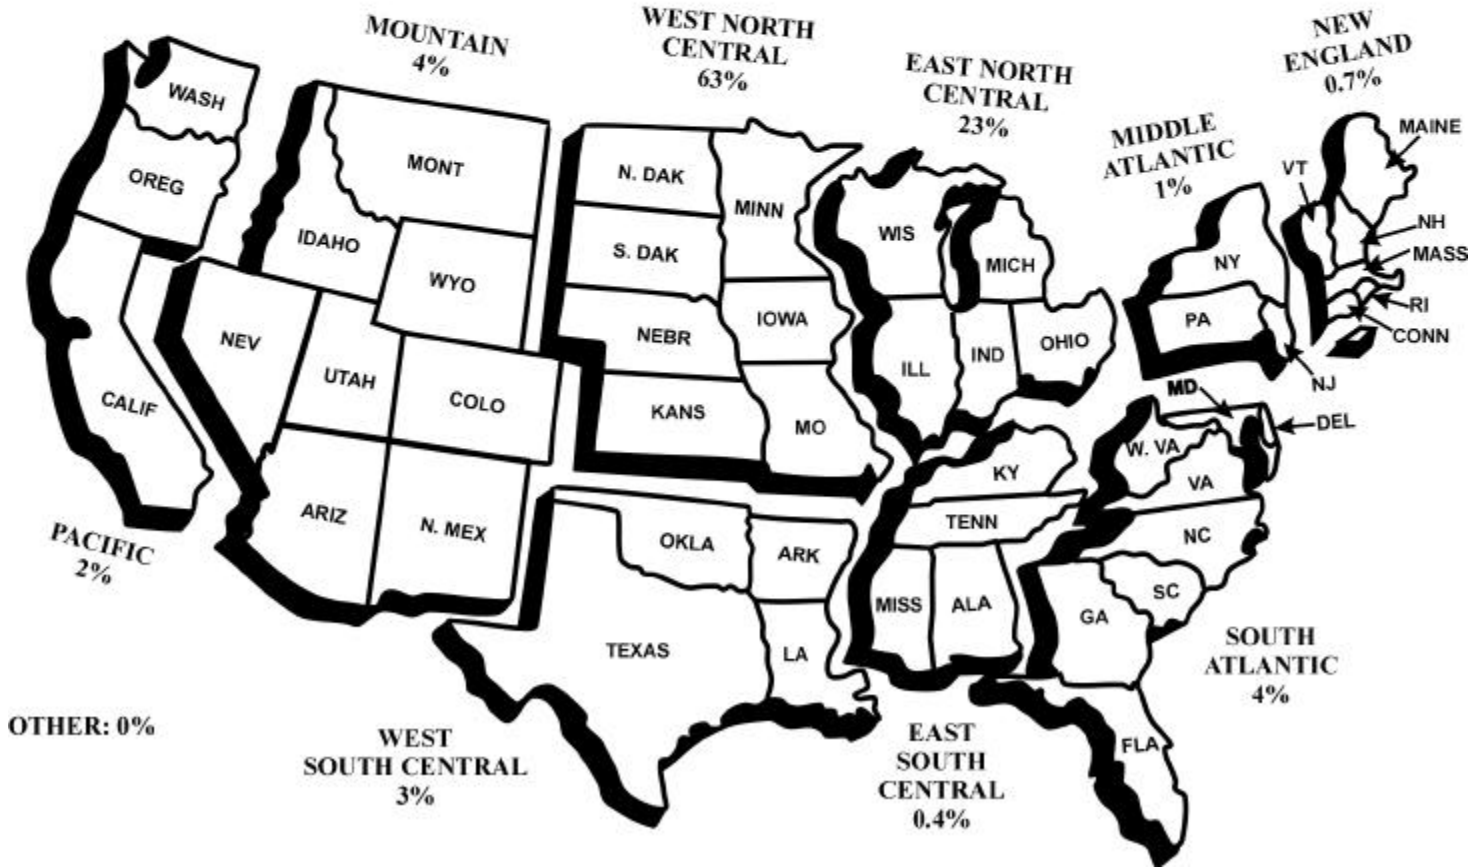 MOUNTAIN
4%
WEST NORTH
CENTRAL
63%
EAST NORTH
CENTRAL
23%
NEW
ENGLAND
0.7%
MIDDLE
ATLANTIC
1%
WASH
OREG
CALIF
MONT
IDAHO
WYO
NEV
UTAH
COLO
ARIZ
N. MEX
N. DAK
S. DAK
NEBR
KANS
MINN
IOWA
MO
WIS
MICH
ILL
IND
OHIO
NY
PA
NJ
VT
MAINE
NH
MASS
RI
CONN
MD
DEL
W. VA
VA
NC
SC
GA
FLA
KY
TENN
MISS
ALA
OKLA
ARK
TEXAS
LA
PACIFIC
2%
OTHER: 0%
WEST
SOUTH CENTRAL
3%
EAST
SOUTH
CENTRAL
0.4%
SOUTH
ATLANTIC
4%